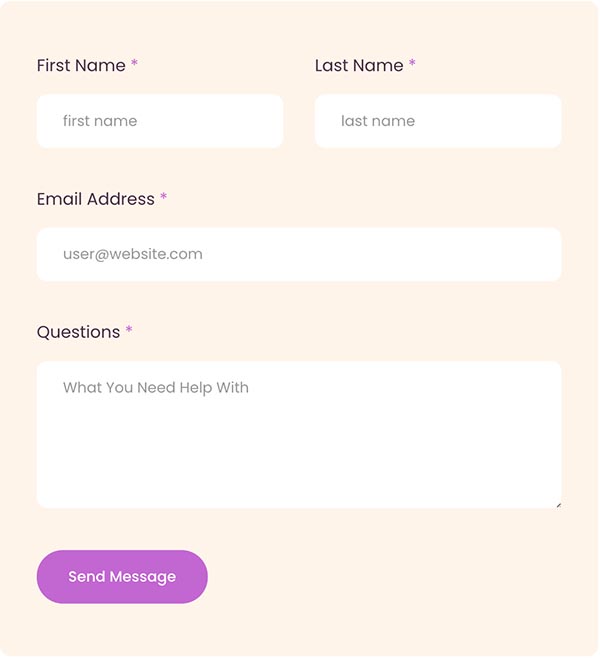 First Name *
Last Name *
first name
last name
Email Address *
user@website.com
Questions *
What You Need Help With
Send Message